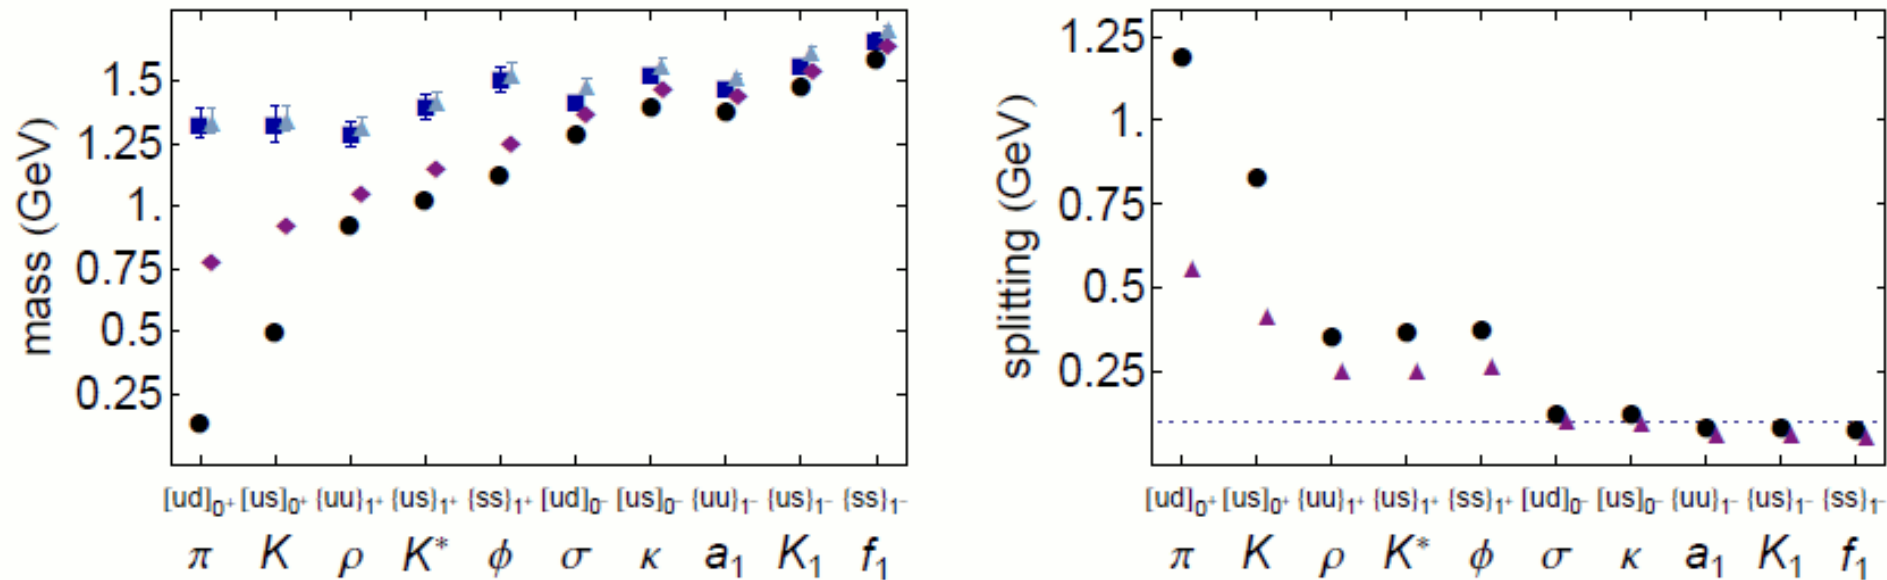 mass (GeV)
1.5
1.25
1.
0.75
0.5
0.25
[ud]0+ [us]0+ {uu}1+ {us}1+ {ss}1+ [ud]0- [us]0- {uu}1- {us}1- {ss}1-
π K ρ K* ϕ σ κ a1 K1 f1
splitting (GeV)
1.25
1.
0.75
0.5
0.25
[ud]0+ [us]0+ {uu}1+ {us}1+ {ss}1+ [ud]0- [us]0- {uu}1- {us}1- {ss}1-
π K ρ K* ϕ σ κ a1 K1 f1